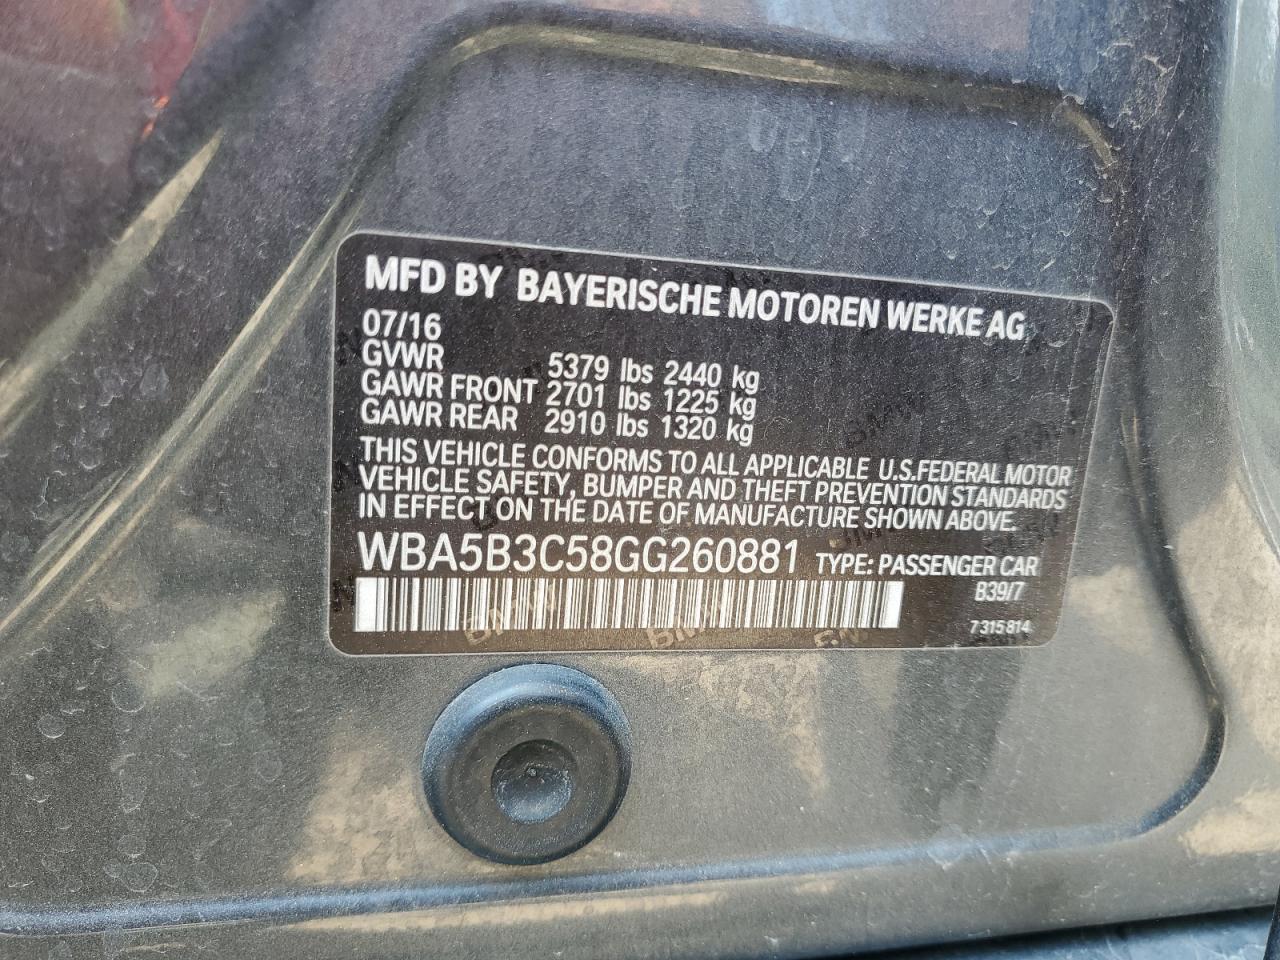 MFD BY BAYERISCHE MOTOREN WERKE AG
07/16
GVWR 5379 lbs 2440 kg
GAWR FRONT 2701 lbs 1225 kg
GAWR REAR 2910 lbs 1320 kg
THIS VEHICLE CONFORMS TO ALL APPLICABLE U.S.FEDERAL MOTOR
VEHICLE SAFETY, BUMPER AND THEFT PREVENTION STANDARDS
IN EFFECT ON THE DATE OF MANUFACTURE SHOWN ABOVE.
WBA5B3C58GG260881 TYPE: PASSENGER CAR
B39/7
7 315 814
BMW
BMW
BMW